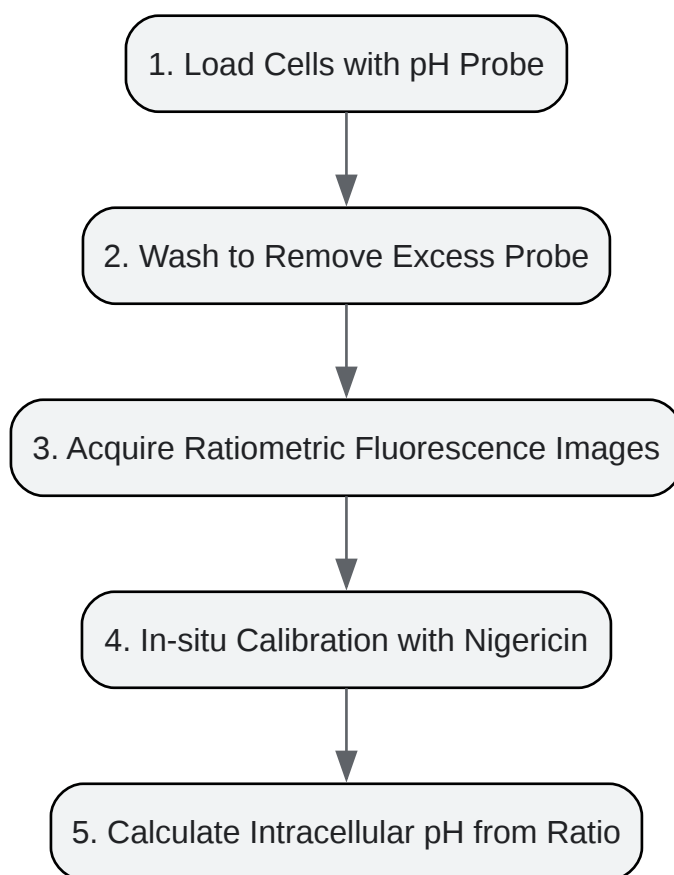 1. Load Cells with pH Probe
2. Wash to Remove Excess Probe
3. Acquire Ratiometric Fluorescence Images
4. In-situ Calibration with Nigericin
5. Calculate Intracellular pH from Ratio